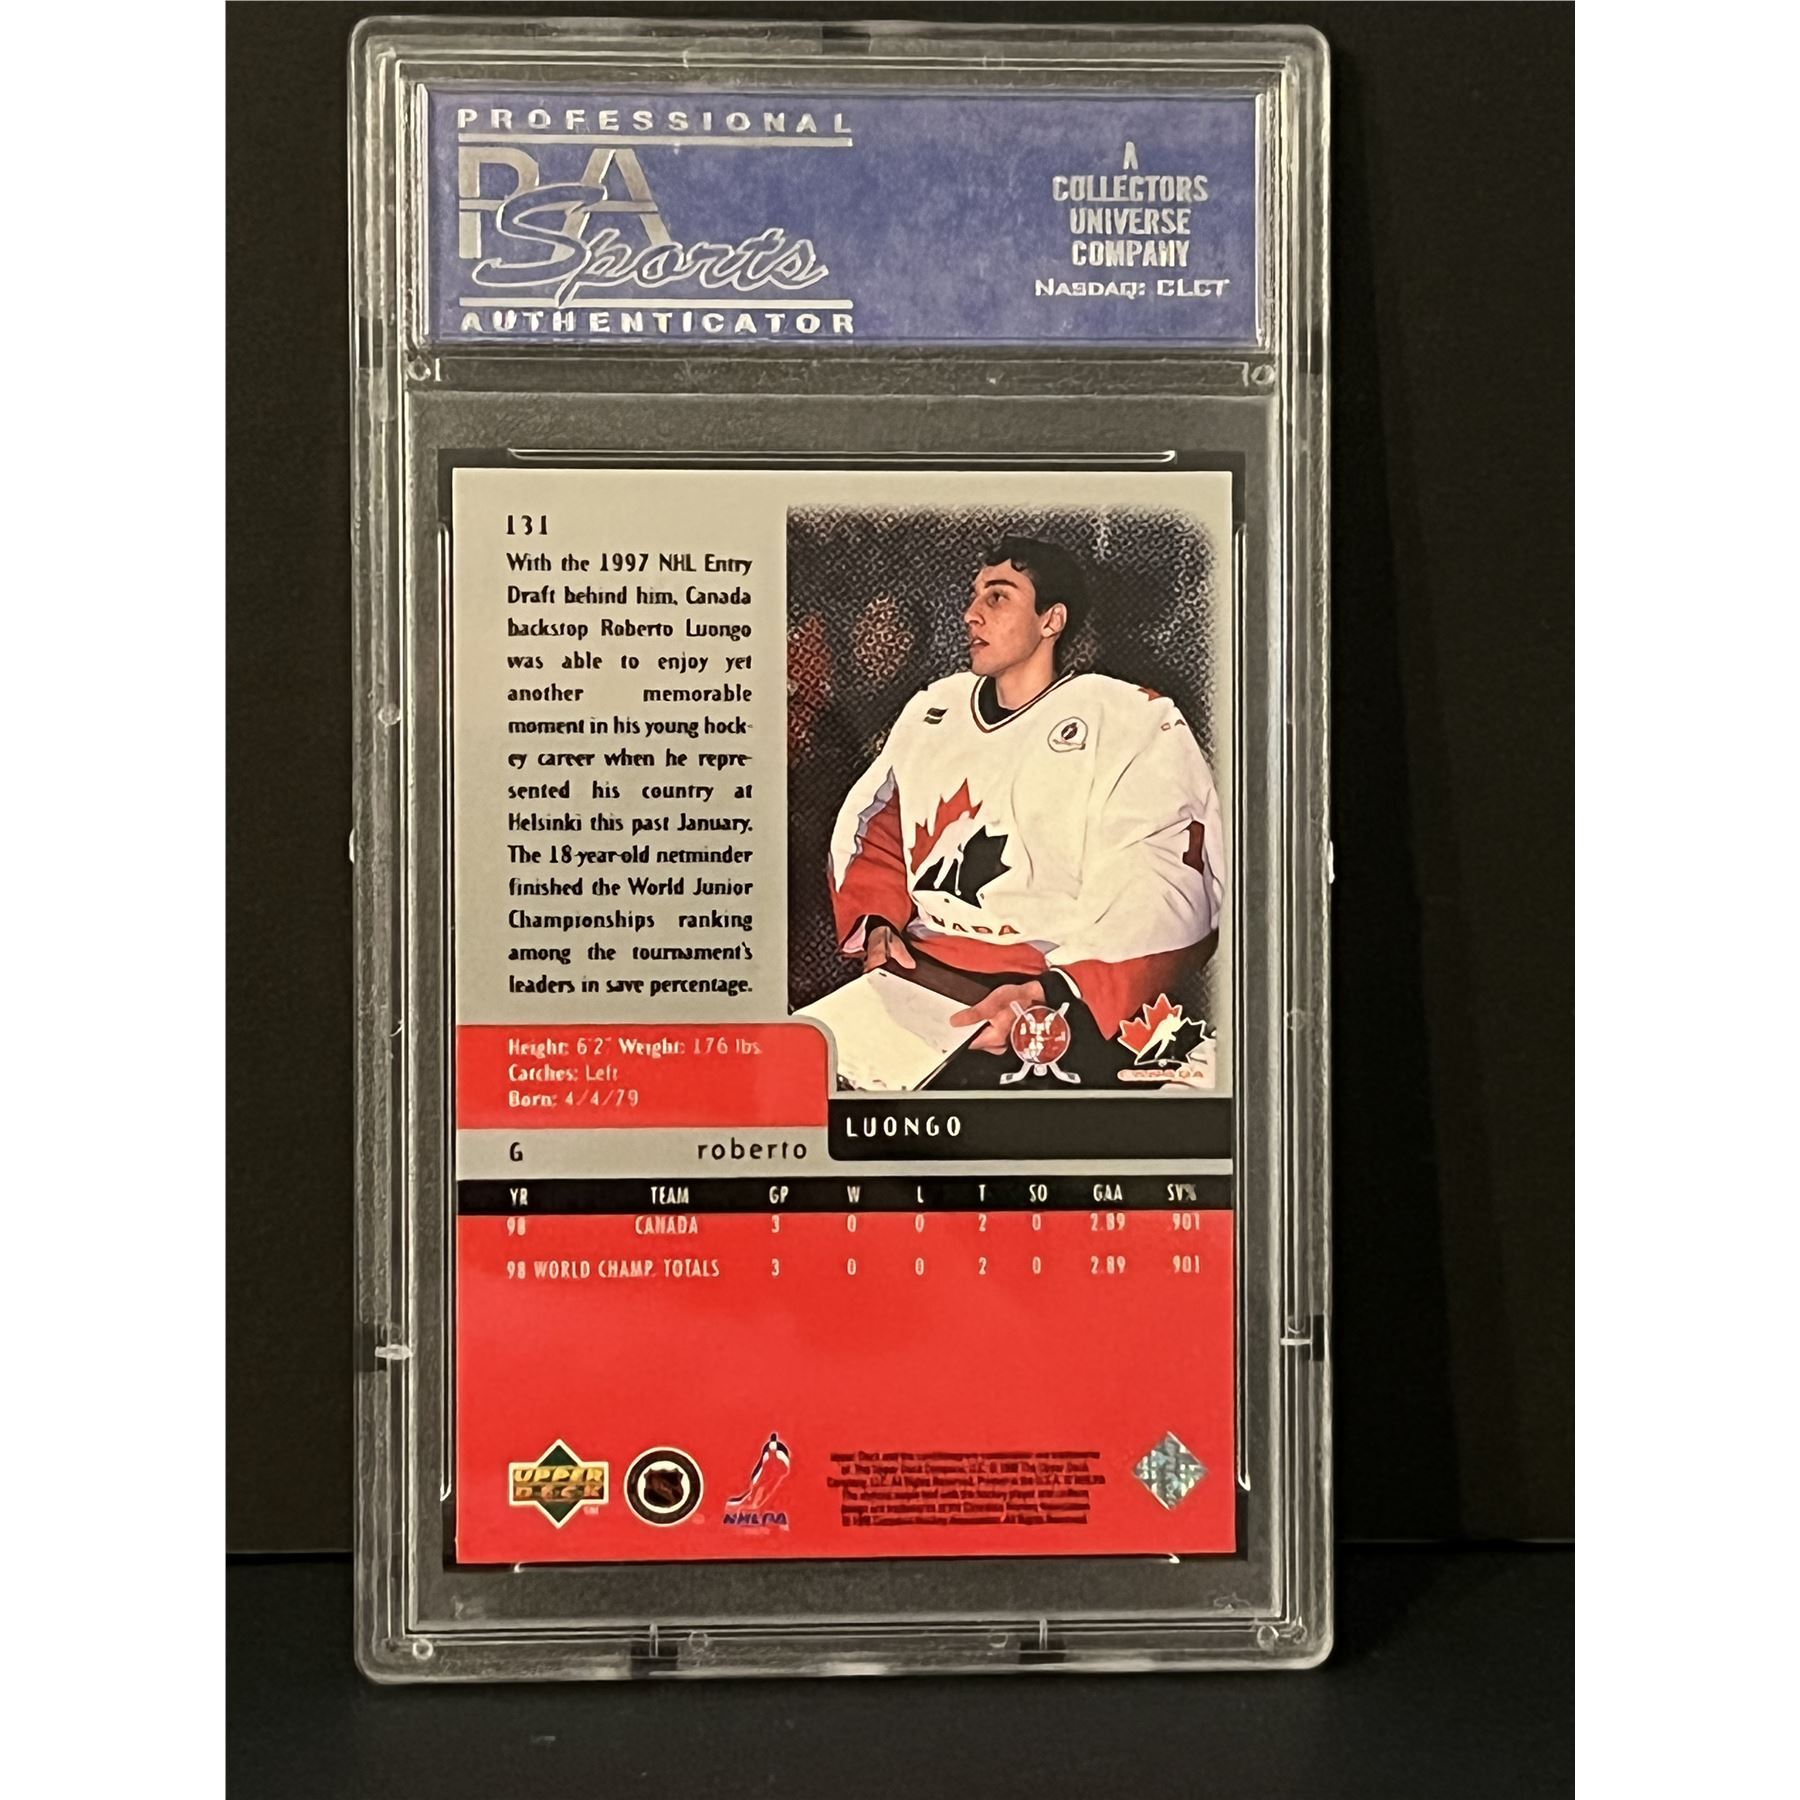 PROFESSIONAL
PSA
Sports
AUTHENTICATOR
A
COLLECTORS
UNIVERSE
COMPANY
NASDAQ: CLCT
131
With the 1997 NHL Entry
Draft behind him, Canada
backstop Roberto Luongo
was able to enjoy yet
another memorable
moment in his young hock-
ey career when he repre-
sented his country at
Helsinki this past January.
The 18-year-old netminder
finished the World Junior
Championships ranking
among the tournament's
leaders in save percentage.
CANADA
1
CANADA
Height: 6'2" Weight: 176 lbs.
Catches: Left
Born: 4/4/79
LUONGO
G roberto
YR TEAM GP W L T SO GAA SV%
98 CANADA 3 0 0 2 0 2.89 .901
98 WORLD CHAMP. TOTALS 3 0 0 2 0 2.89 .901
UPPER
DECK
NHLPA